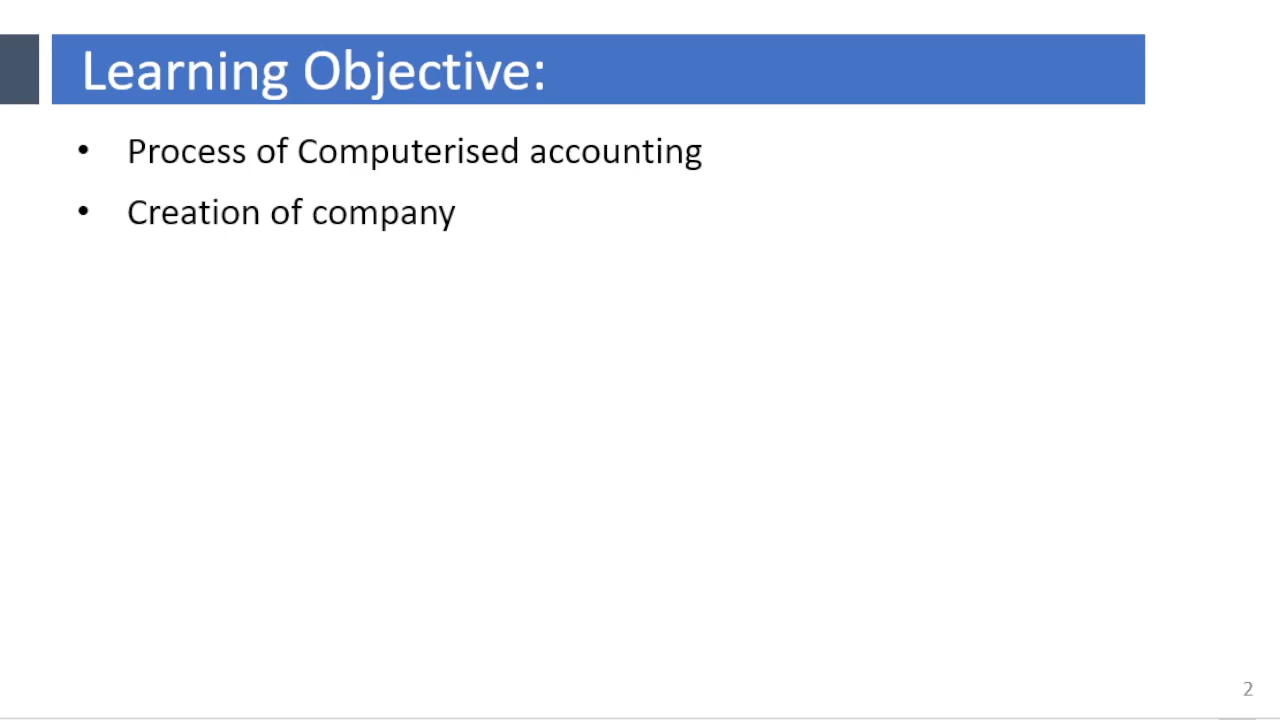 Learning Objective:
• Process of Computerised accounting
• Creation of company
2